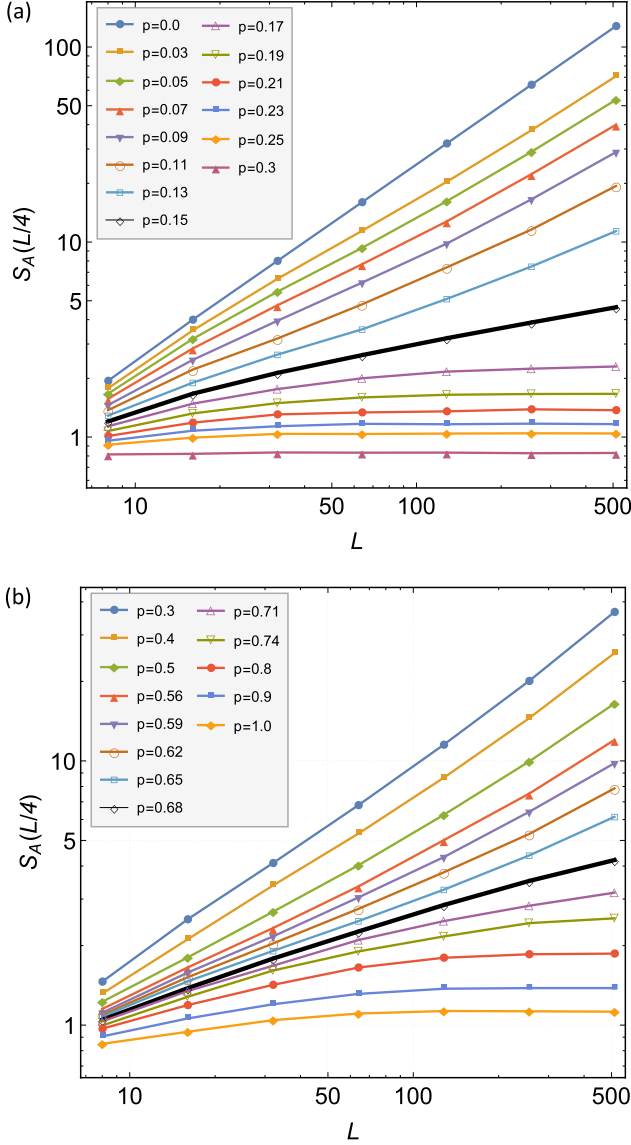 (a)
p=0.0
p=0.03
p=0.05
p=0.07
p=0.09
p=0.11
p=0.13
p=0.15
p=0.17
p=0.19
p=0.21
p=0.23
p=0.25
p=0.3
100
50
10
5
1
S_A(L/4)
10
50
100
500
L
(b)
p=0.3
p=0.4
p=0.5
p=0.56
p=0.59
p=0.62
p=0.65
p=0.68
p=0.71
p=0.74
p=0.8
p=0.9
p=1.0
10
5
1
S_A(L/4)
10
50
100
500
L